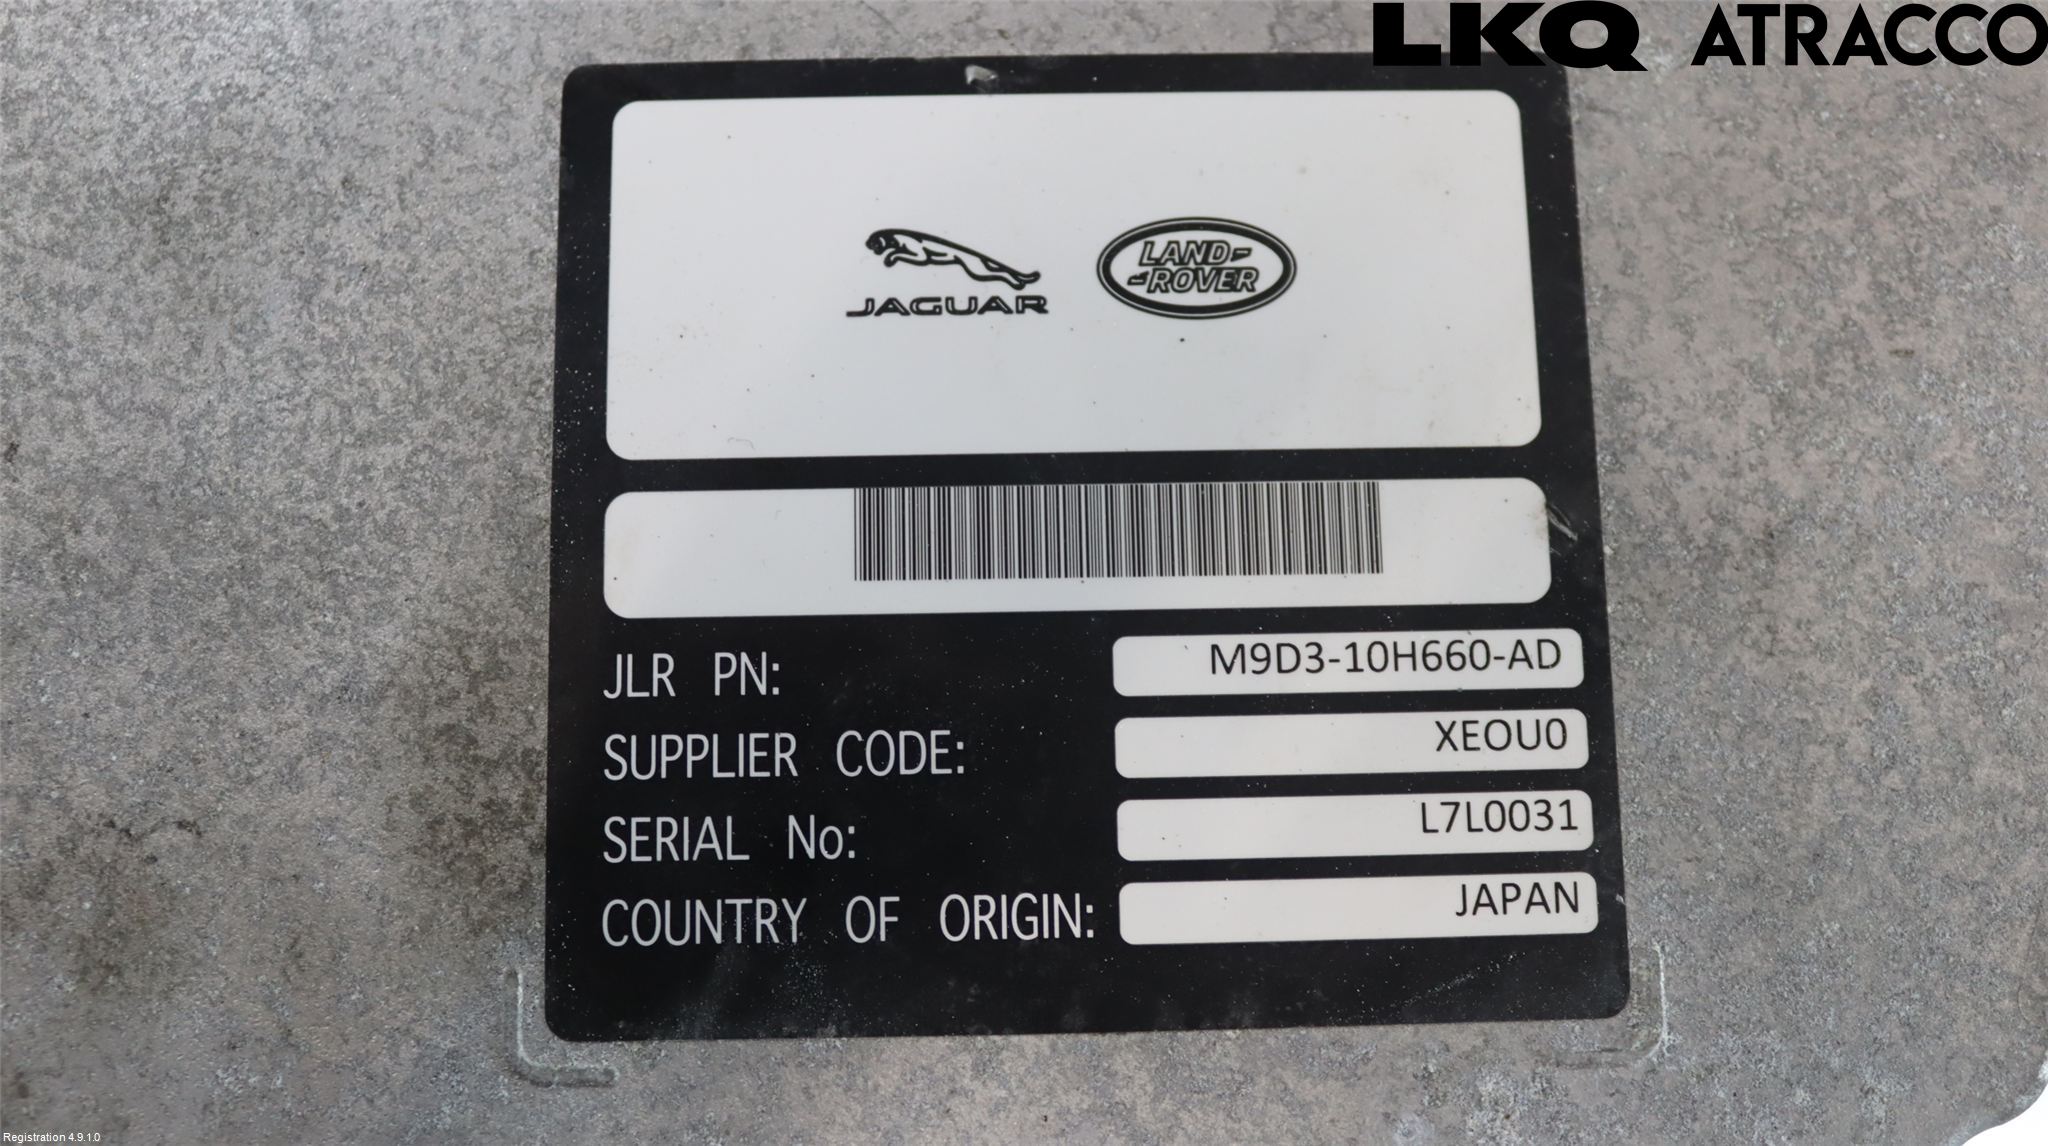 LKQ ATRACCO
JAGUAR
LAND-
-ROVER
JLR PN: M9D3-10H660-AD
SUPPLIER CODE: XEOU0
SERIAL No: L7L0031
COUNTRY OF ORIGIN: JAPAN
Registration 4.9.1.0